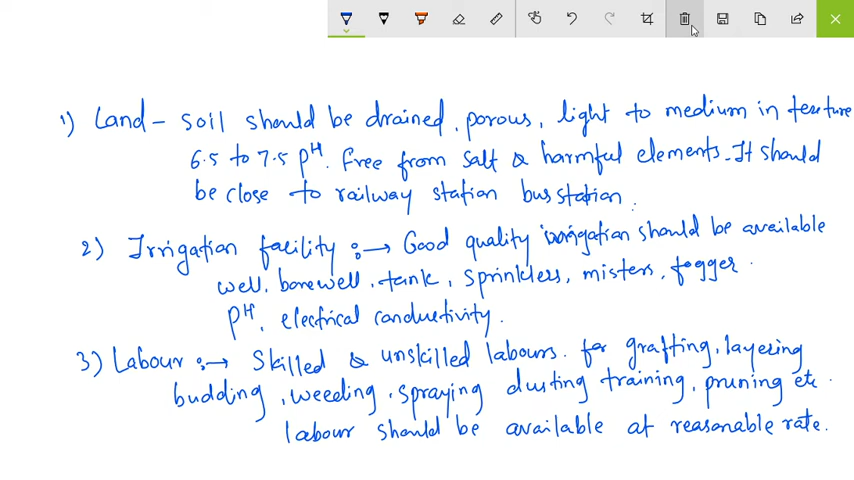 1) Land - soil should be drained, porous, light to medium in texture
6.5 to 7.5 pH. Free from salt & harmful elements. It should
be close to railway station bus station.
2) Irrigation facility :→ Good quality irrigation should be available
well, borewell, tank, sprinklers, misters, fogger.
pH, electrical conductivity.
3) Labour :→ Skilled & unskilled labours. for grafting, layering
budding, weeding, spraying dusting training, pruning etc.
labour should be available at reasonable rate.